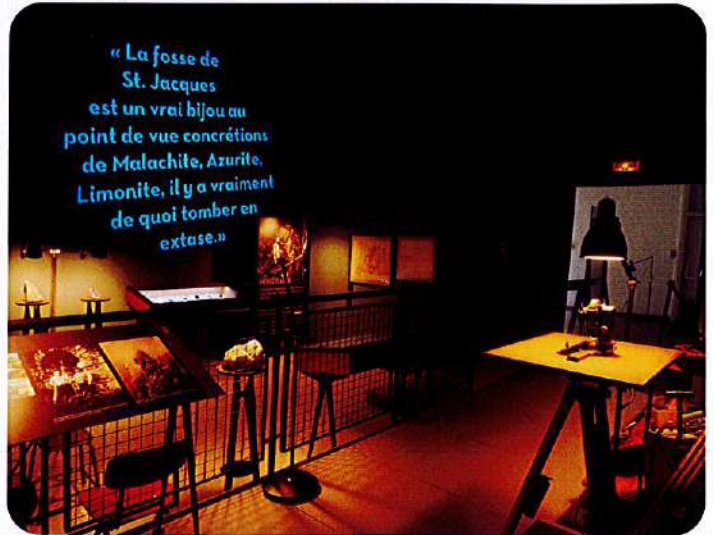 « La fosse de
St. Jacques
est un vrai bijou au
point de vue concrétions
de Malachite, Azurite,
Limonite, il y a vraiment
de quoi tomber en
extase.»